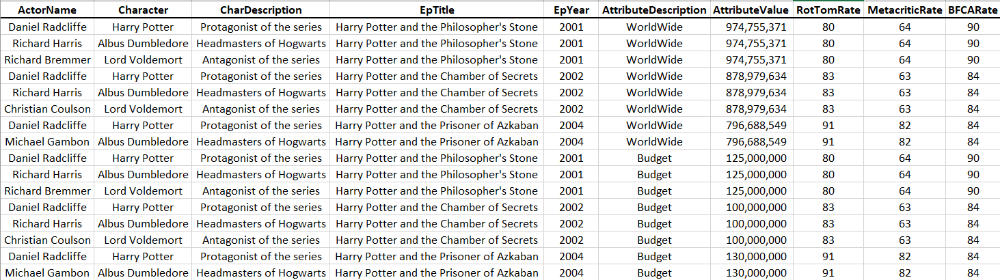 ActorName Character CharDescription EpTitle EpYear AttributeDescription AttributeValue RotTomRate MetacriticRate BFCARate
Daniel Radcliffe Harry Potter Protagonist of the series Harry Potter and the Philosopher's Stone 2001 WorldWide 974,755,371 80 64 90
Richard Harris Albus Dumbledore Headmasters of Hogwarts Harry Potter and the Philosopher's Stone 2001 WorldWide 974,755,371 80 64 90
Richard Bremmer Lord Voldemort Antagonist of the series Harry Potter and the Philosopher's Stone 2001 WorldWide 974,755,371 80 64 90
Daniel Radcliffe Harry Potter Protagonist of the series Harry Potter and the Chamber of Secrets 2002 WorldWide 878,979,634 83 63 84
Richard Harris Albus Dumbledore Headmasters of Hogwarts Harry Potter and the Chamber of Secrets 2002 WorldWide 878,979,634 83 63 84
Christian Coulson Lord Voldemort Antagonist of the series Harry Potter and the Chamber of Secrets 2002 WorldWide 878,979,634 83 63 84
Daniel Radcliffe Harry Potter Protagonist of the series Harry Potter and the Prisoner of Azkaban 2004 WorldWide 796,688,549 91 82 84
Michael Gambon Albus Dumbledore Headmasters of Hogwarts Harry Potter and the Prisoner of Azkaban 2004 WorldWide 796,688,549 91 82 84
Daniel Radcliffe Harry Potter Protagonist of the series Harry Potter and the Philosopher's Stone 2001 Budget 125,000,000 80 64 90
Richard Harris Albus Dumbledore Headmasters of Hogwarts Harry Potter and the Philosopher's Stone 2001 Budget 125,000,000 80 64 90
Richard Bremmer Lord Voldemort Antagonist of the series Harry Potter and the Philosopher's Stone 2001 Budget 125,000,000 80 64 90
Daniel Radcliffe Harry Potter Protagonist of the series Harry Potter and the Chamber of Secrets 2002 Budget 100,000,000 83 63 84
Richard Harris Albus Dumbledore Headmasters of Hogwarts Harry Potter and the Chamber of Secrets 2002 Budget 100,000,000 83 63 84
Christian Coulson Lord Voldemort Antagonist of the series Harry Potter and the Chamber of Secrets 2002 Budget 100,000,000 83 63 84
Daniel Radcliffe Harry Potter Protagonist of the series Harry Potter and the Prisoner of Azkaban 2004 Budget 130,000,000 91 82 84
Michael Gambon Albus Dumbledore Headmasters of Hogwarts Harry Potter and the Prisoner of Azkaban 2004 Budget 130,000,000 91 82 84